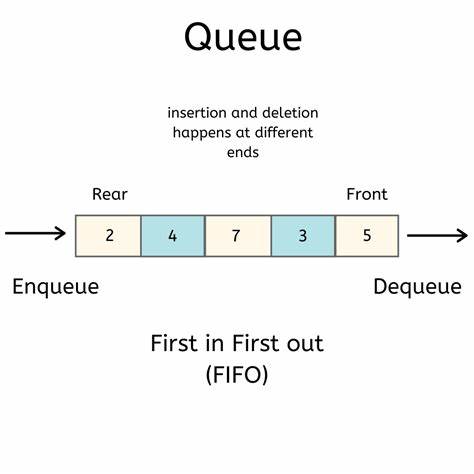 Queue
insertion and deletion
happens at different
ends
Rear Front
2 4 7 3 5
Enqueue Dequeue
First in First out
(FIFO)